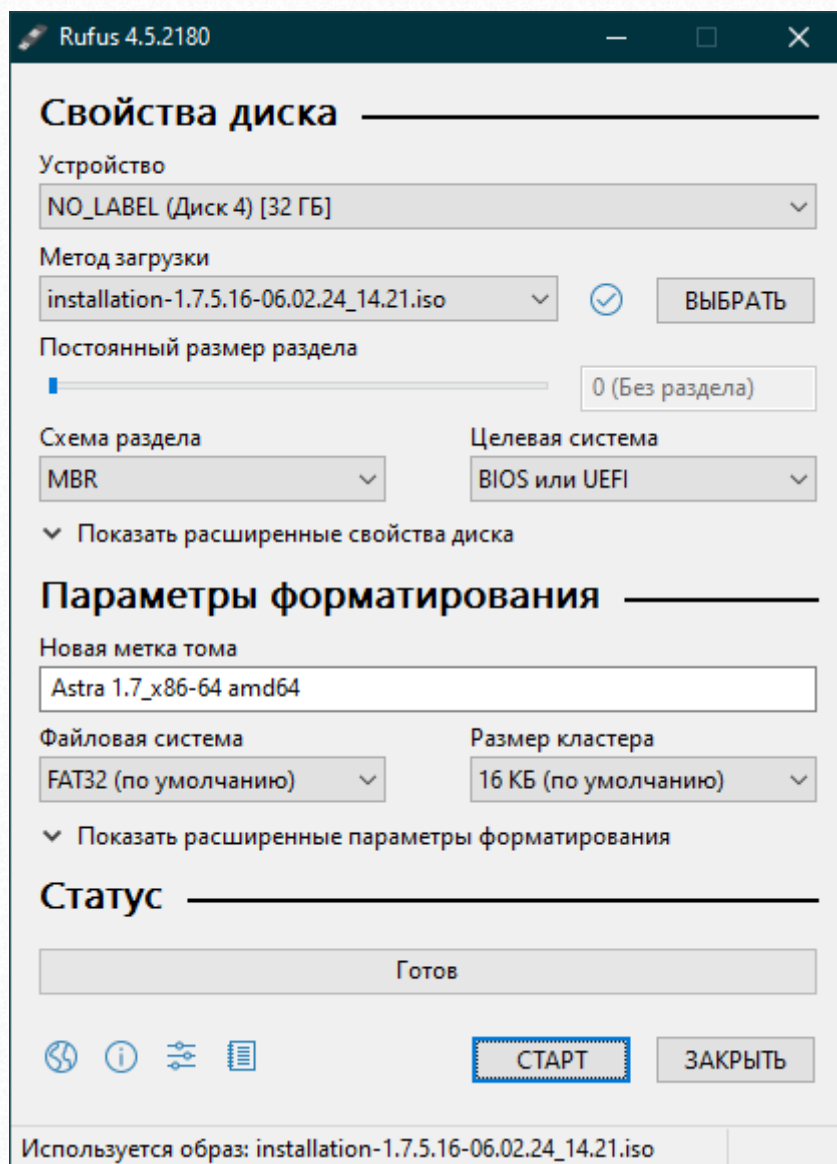 Rufus 4.5.2180
Свойства диска
Устройство
NO_LABEL (Диск 4) [32 ГБ]
Метод загрузки
installation-1.7.5.16-06.02.24_14.21.iso
ВЫБРАТЬ
Постоянный размер раздела
0 (Без раздела)
Схема раздела
Целевая система
MBR
BIOS или UEFI
Показать расширенные свойства диска
Параметры форматирования
Новая метка тома
Astra 1.7_x86-64 amd64
Файловая система
Размер кластера
FAT32 (по умолчанию)
16 КБ (по умолчанию)
Показать расширенные параметры форматирования
Статус
Готов
СТАРТ
ЗАКРЫТЬ
Используется образ: installation-1.7.5.16-06.02.24_14.21.iso